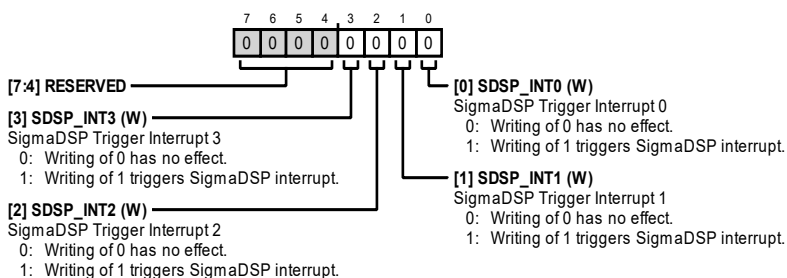 7 6 5 4 3 2 1 0
0 0 0 0 0 0 0 0
[7:4] RESERVED
[3] SDSP_INT3 (W)
SigmaDSP Trigger Interrupt 3
0: Writing of 0 has no effect.
1: Writing of 1 triggers SigmaDSP interrupt.
[2] SDSP_INT2 (W)
SigmaDSP Trigger Interrupt 2
0: Writing of 0 has no effect.
1: Writing of 1 triggers SigmaDSP interrupt.
[0] SDSP_INT0 (W)
SigmaDSP Trigger Interrupt 0
0: Writing of 0 has no effect.
1: Writing of 1 triggers SigmaDSP interrupt.
[1] SDSP_INT1 (W)
SigmaDSP Trigger Interrupt 1
0: Writing of 0 has no effect.
1: Writing of 1 triggers SigmaDSP interrupt.